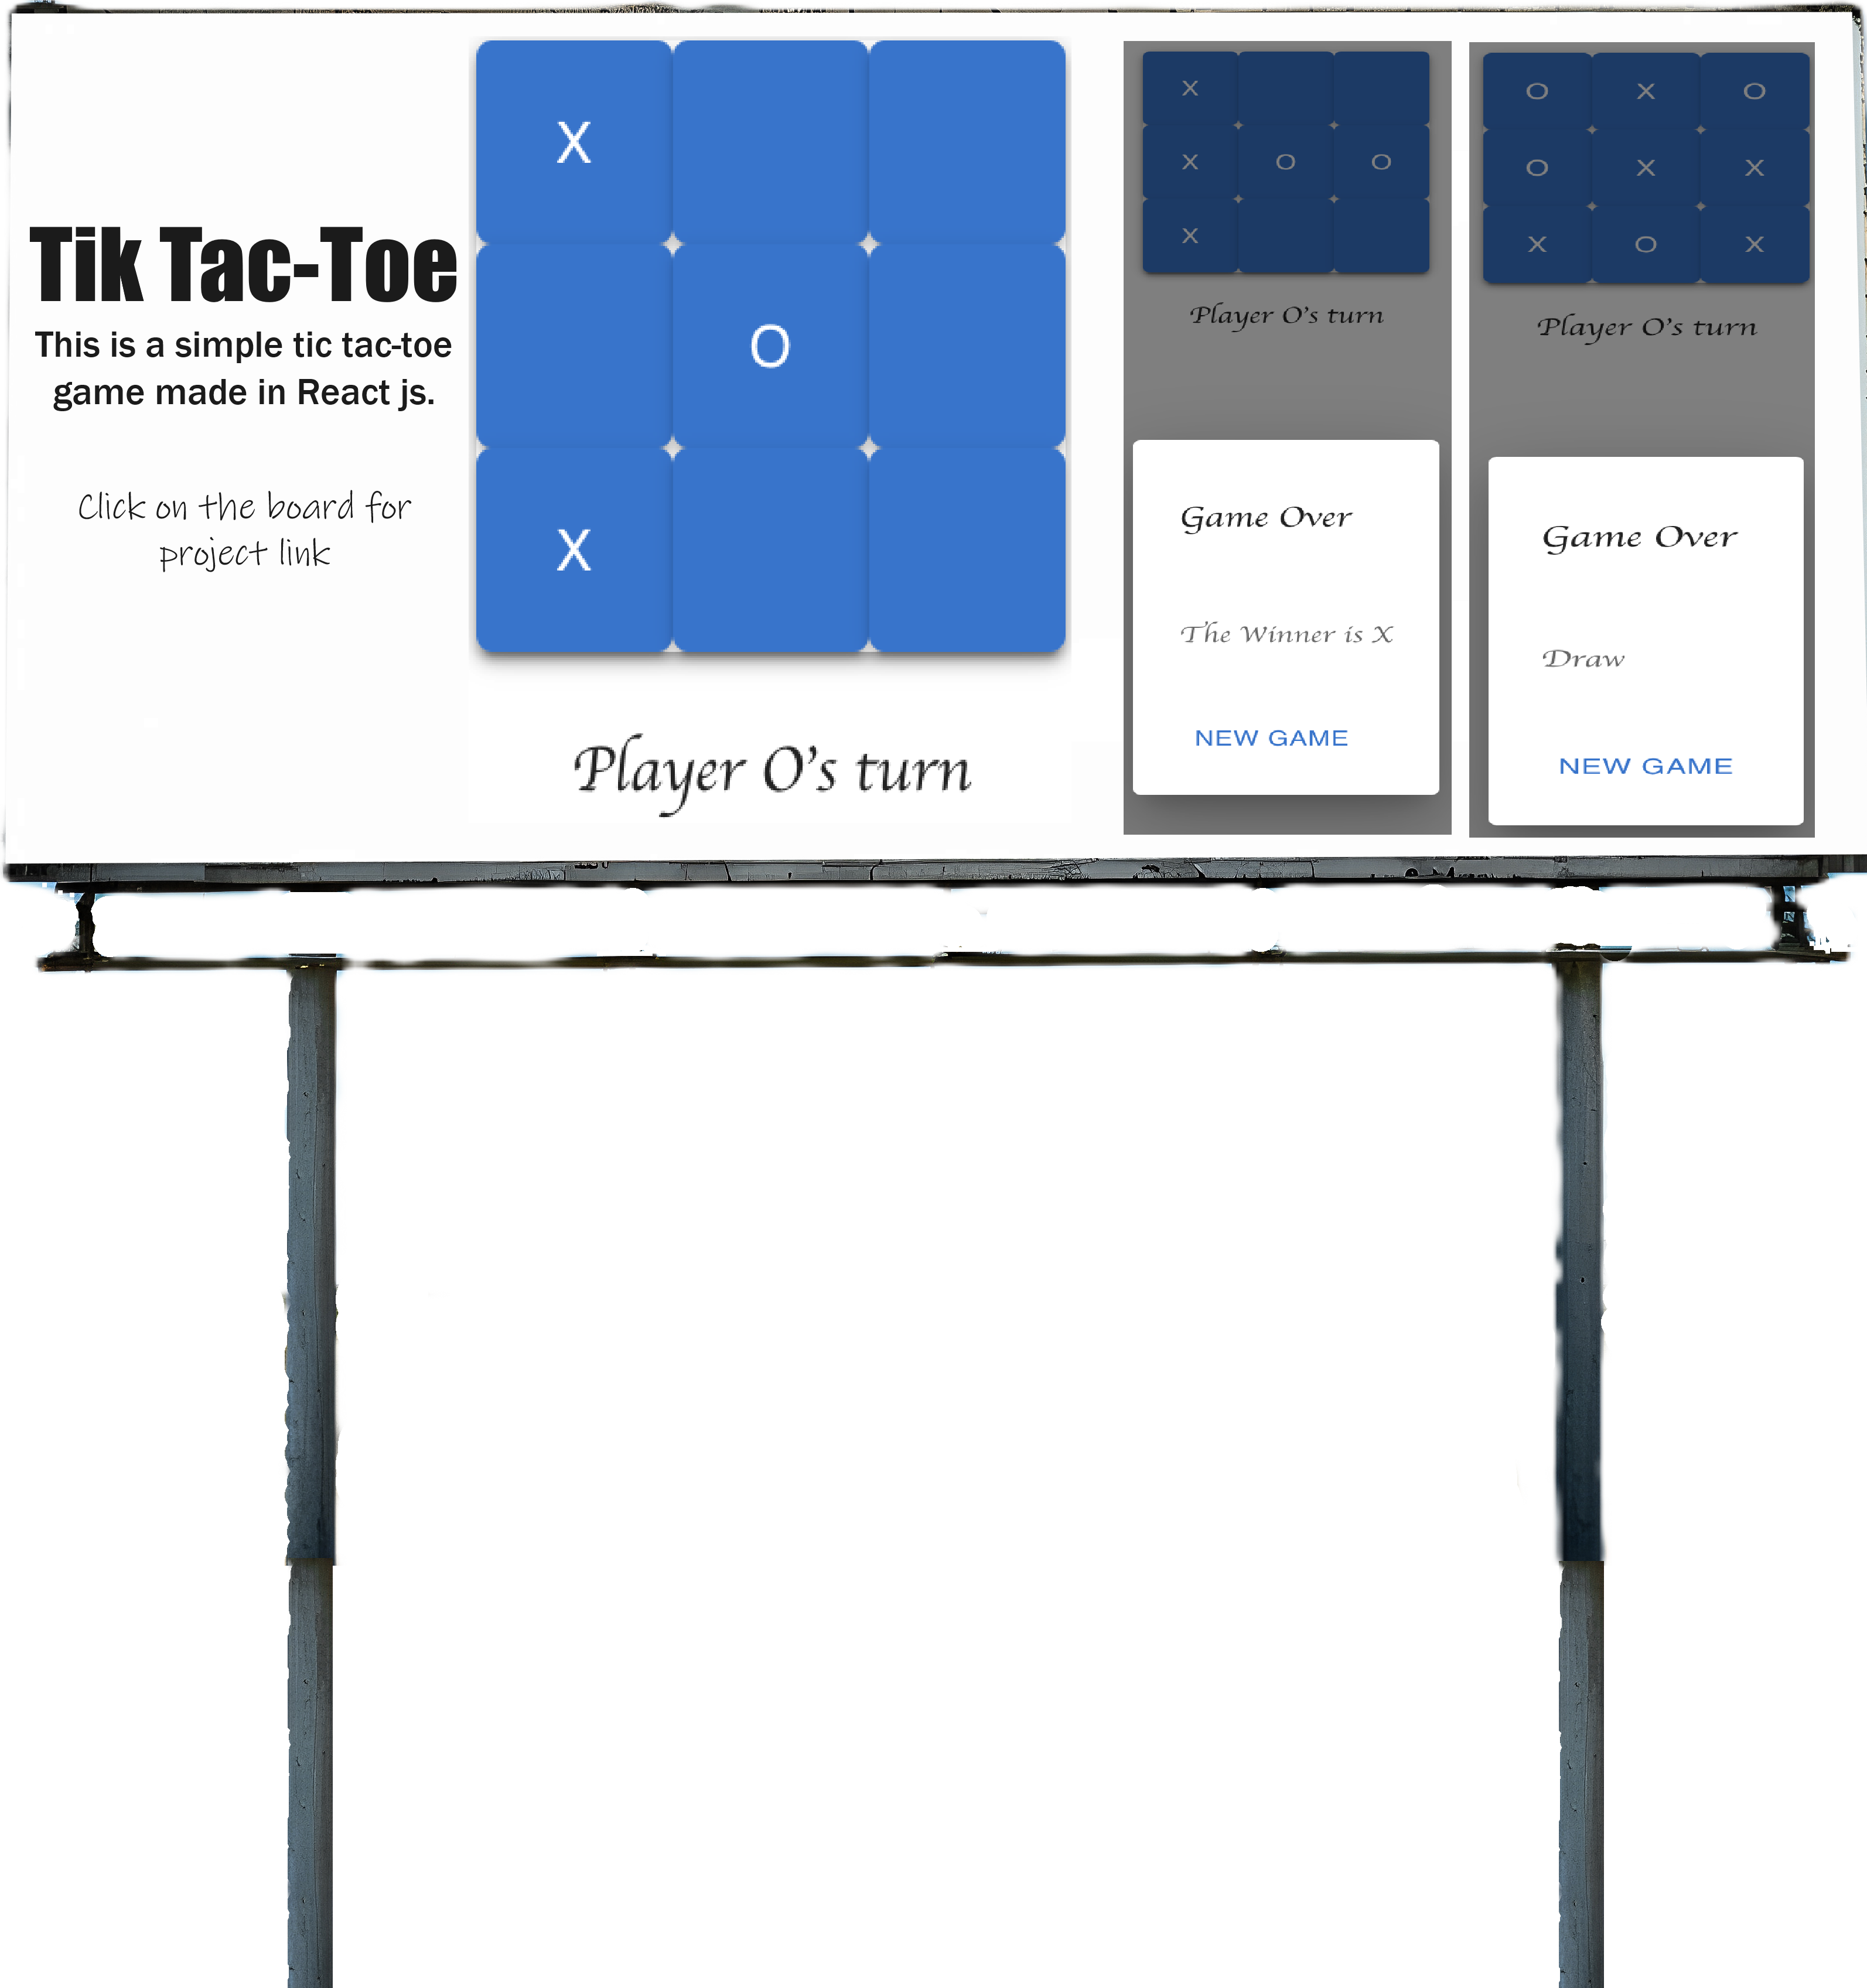 Tik Tac-Toe
This is a simple tic tac-toe
game made in React js.
Click on the board for
project link
X
O
X
Player O's turn
X
X O O
X
Player O's turn
Game Over
The Winner is X
NEW GAME
O X O
O X X
X O X
Player O's turn
Game Over
Draw
NEW GAME